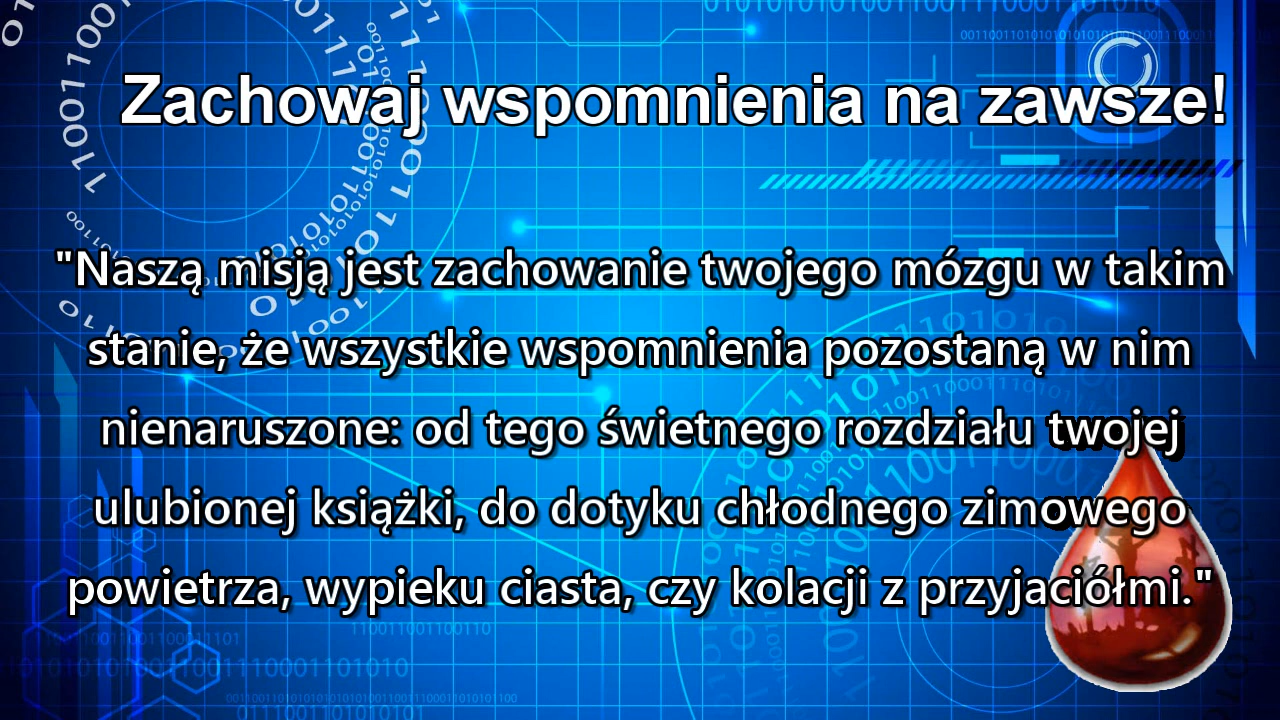 Zachowaj wspomnienia na zawsze!
"Naszą misją jest zachowanie twojego mózgu w takim
stanie, że wszystkie wspomnienia pozostaną w nim
nienaruszone: od tego świetnego rozdziału twojej
ulubionej książki, do dotyku chłodnego zimowego
powietrza, wypieku ciasta, czy kolacji z przyjaciółmi."